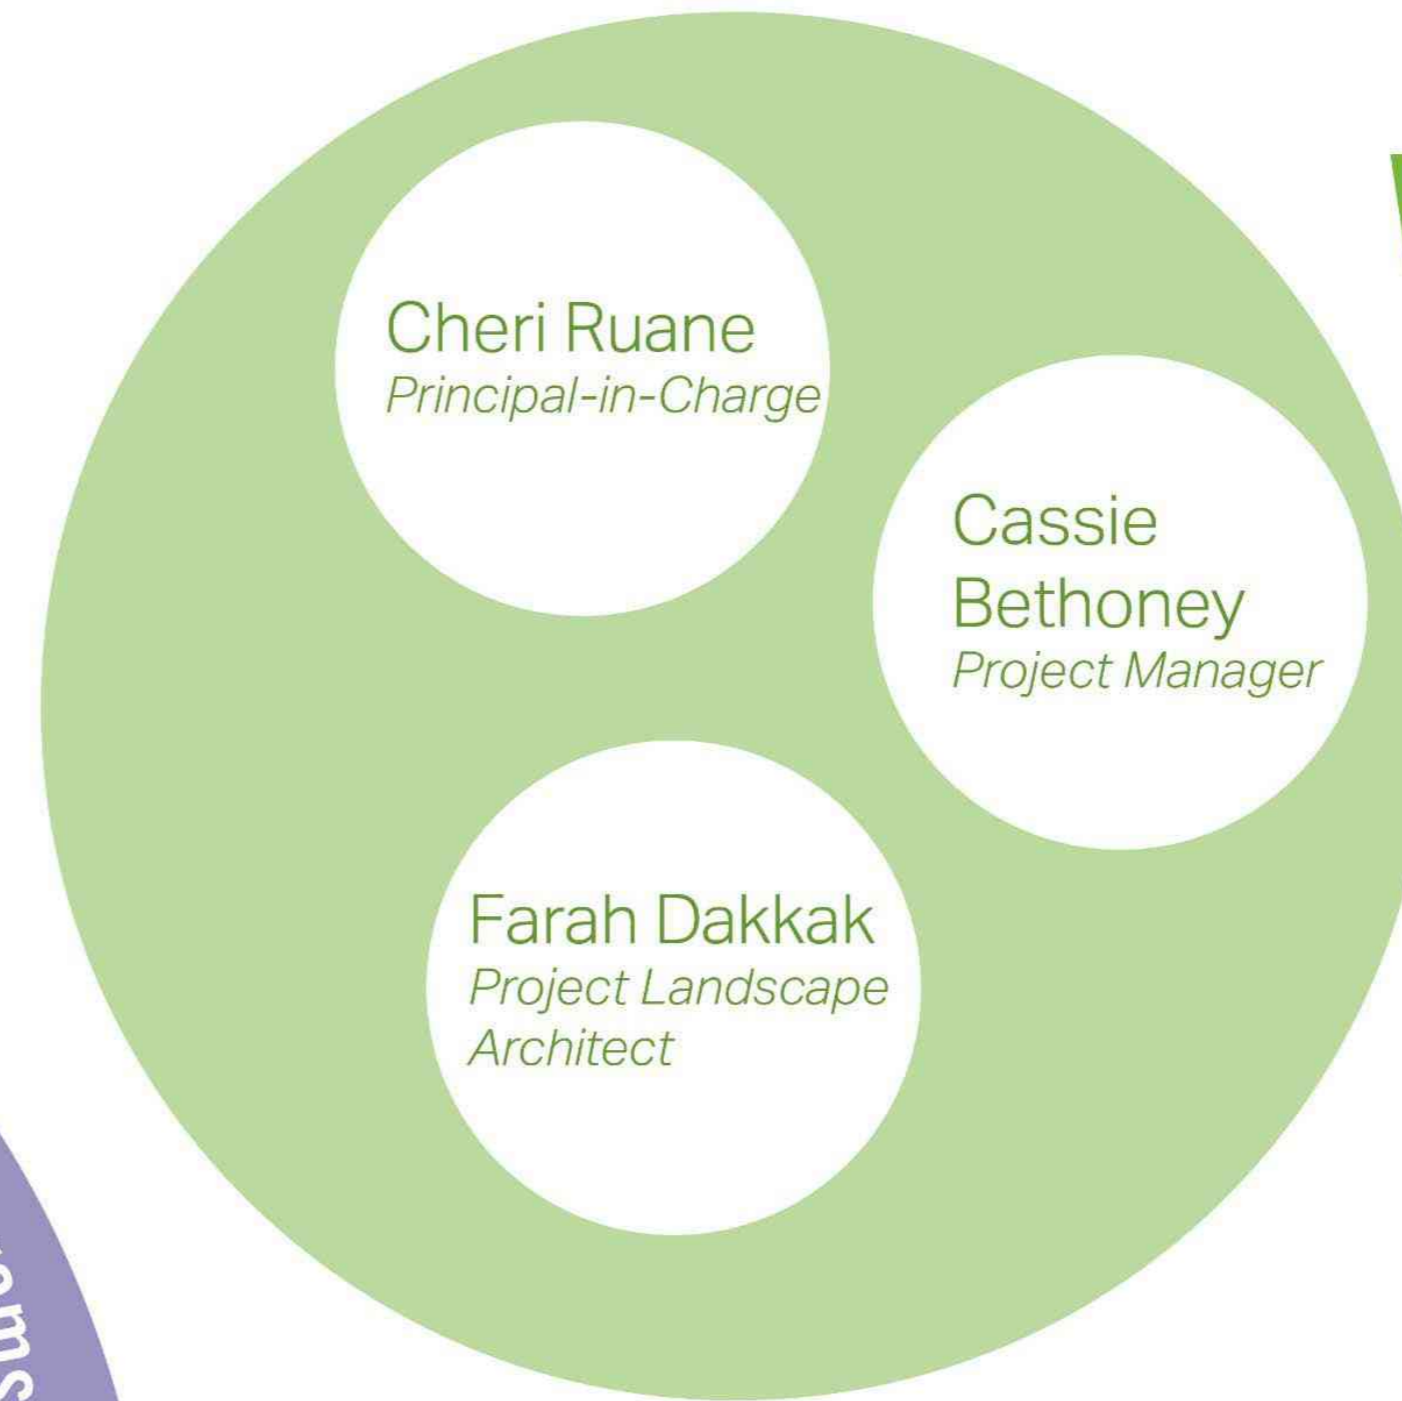 Cheri Ruane
Principal-in-Charge
Cassie
Bethoney
Project Manager
Farah Dakkak
Project Landscape
Architect